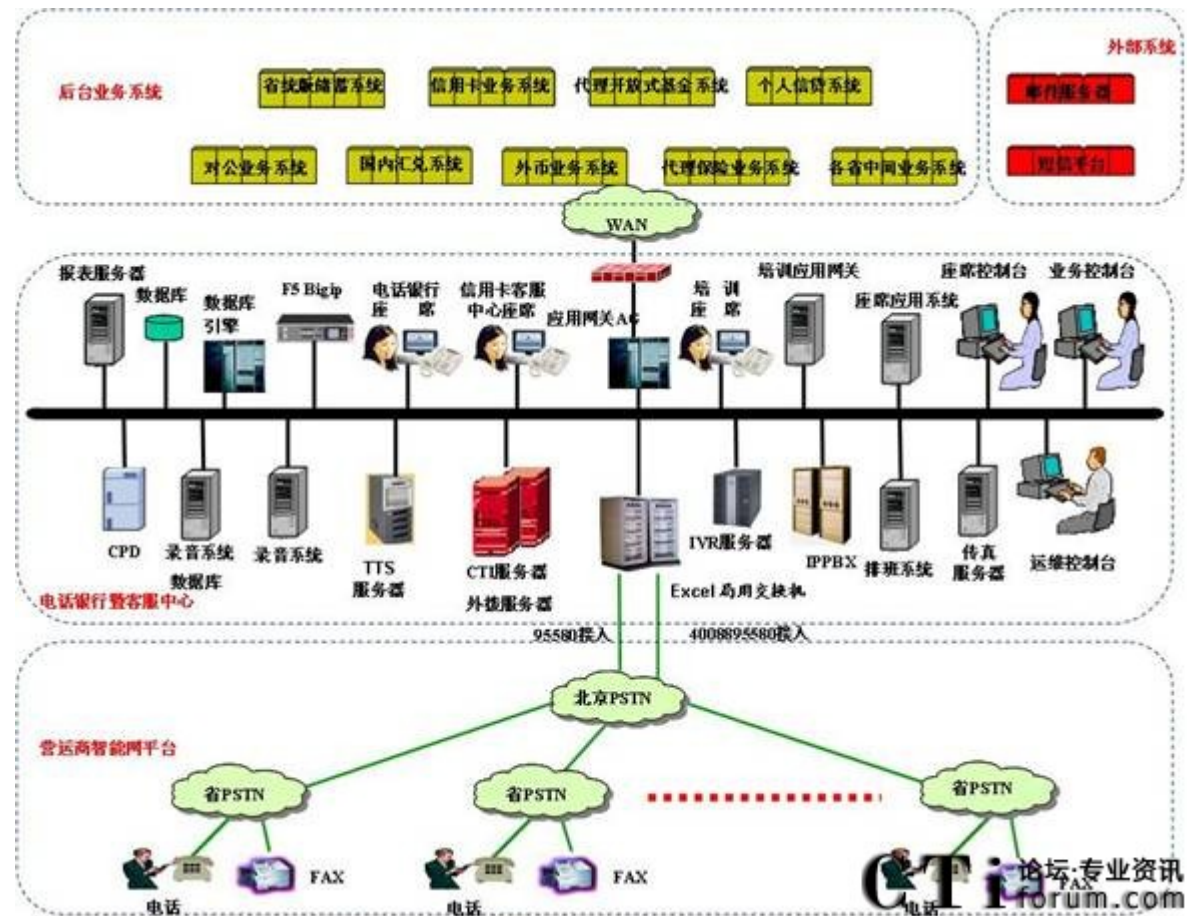 外部系统
后台业务系统
省统版储蓄系统
信用卡业务系统
代理开放式基金系统
个人信贷系统
邮件服务器
对公业务系统
国内汇兑系统
外币业务系统
代理保险业务系统
各省中间业务系统
短信平台
WAN
报表服务器
数据库
数据库
引擎
F5 Bigip
电话银行
座 席
信用卡客服
中心座席
应用网关AG
培 训
座 席
培训应用网关
座席应用系统
座席控制台
业务控制台
CPD
录音系统
数据库
录音系统
TTS
服务器
CTI服务器
外拨服务器
Excel 局用交换机
IVR服务器
IPPBX
排班系统
传真
服务器
运维控制台
电话银行暨客服中心
95580接入
4008895580接入
北京PSTN
营运商智能网平台
省PSTN
省PSTN
省PSTN
FAX
FAX
FAX
电话
电话
电话
CTi论坛·专业资讯
forum.com